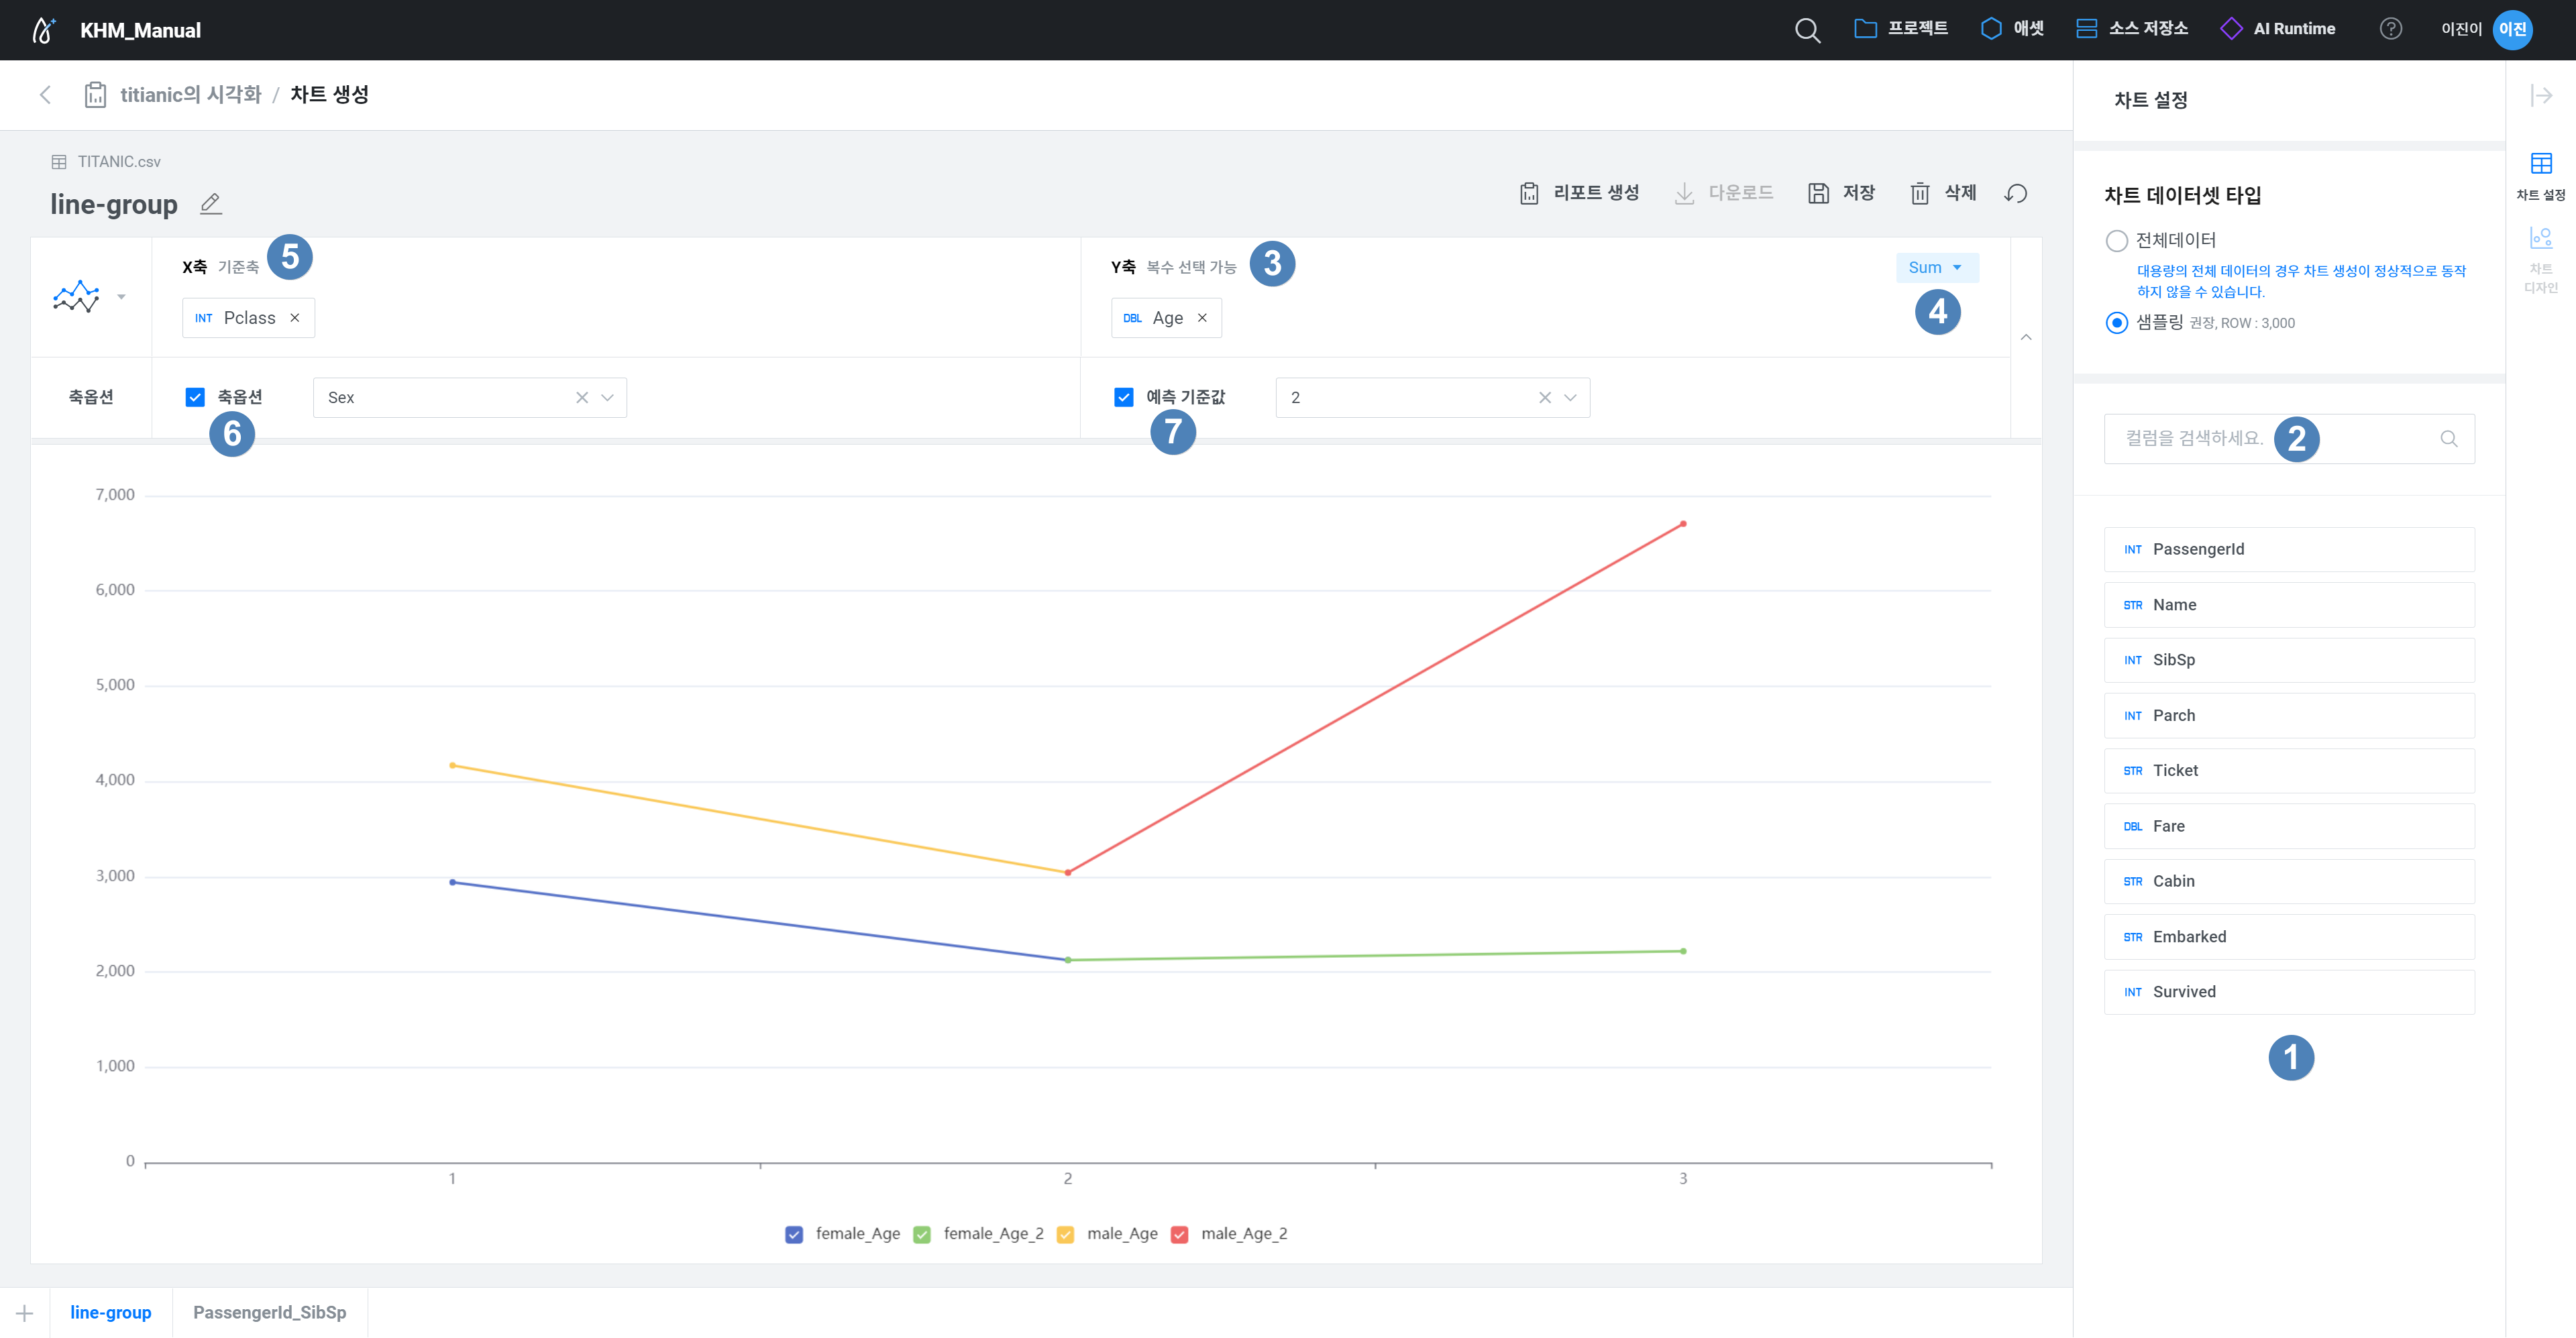 KHM_Manual
프로젝트
애셋
소스 저장소
AI Runtime
?
이진이
이진
titianic의 시각화 / 차트 생성
TITANIC.csv
line-group
리포트 생성
다운로드
저장
삭제
X축 기준축
5
INT Pclass ×
Y축 복수 선택 가능
3
Sum
4
DBL Age ×
축옵션
축옵션
Sex
6
예측 기준값
2
7
7,000
6,000
5,000
4,000
3,000
2,000
1,000
0
1
2
3
female_Age
female_Age_2
male_Age
male_Age_2
line-group
PassengerId_SibSp
차트 설정
차트 데이터셋 타입
전체데이터
대용량의 전체 데이터의 경우 차트 생성이 정상적으로 동작
하지 않을 수 있습니다.
샘플링 권장, ROW : 3,000
컬럼을 검색하세요.
2
INT PassengerId
STR Name
INT SibSp
INT Parch
STR Ticket
DBL Fare
STR Cabin
STR Embarked
INT Survived
1
차트 설정
차트
디자인